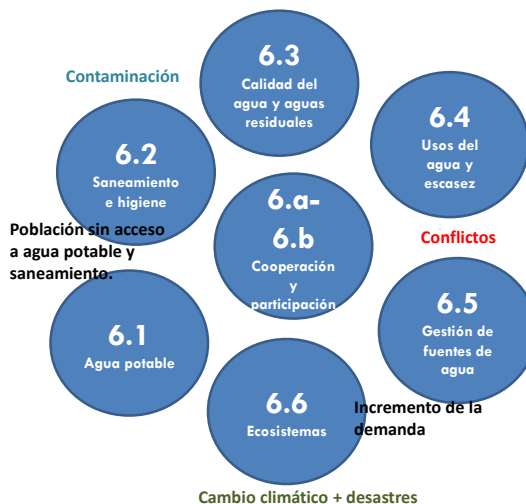 6.3
Calidad del
agua y aguas
residuales
Contaminación
6.4
Usos del
agua y
escasez
6.2
Saneamiento
e higiene
6.a-
6.b
Cooperación
y
participación
Población sin acceso
a agua potable y
saneamiento.
Conflictos
6.1
Agua potable
6.5
Gestión de
fuentes de
agua
6.6
Ecosistemas
Incremento de la
demanda
Cambio climático + desastres